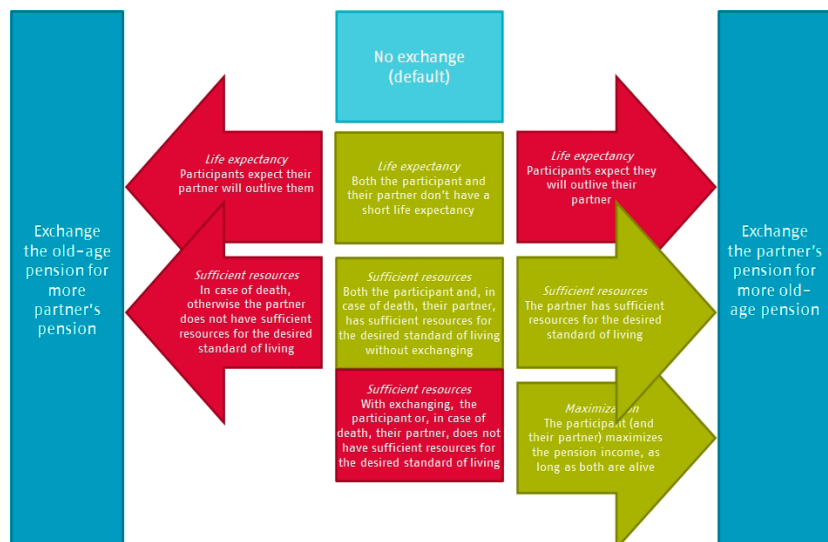 No exchange
(default)
Life expectancy
Participants expect their
partner will outlive them
Life expectancy
Both the participant and
their partner don't have a
short life expectancy
Life expectancy
Participants expect they
will outlive their
partner
Exchange
the old-age
pension for
more
partner's
pension
Sufficient resources
In case of death,
otherwise the partner
does not have sufficient
resources for the desired
standard of living
Sufficient resources
Both the participant and, in
case of death, their partner,
has sufficient resources for
the desired standard of living
without exchanging
Sufficient resources
The partner has sufficient
resources for the desired
standard of living
Exchange
the partner's
pension for
more old-
age pension
Sufficient resources
With exchanging, the
participant or, in case of
death, their partner, does not
have sufficient resources for
the desired standard of living
Maximization
The participant (and
their partner) maximizes
the pension income, as
long as both are alive